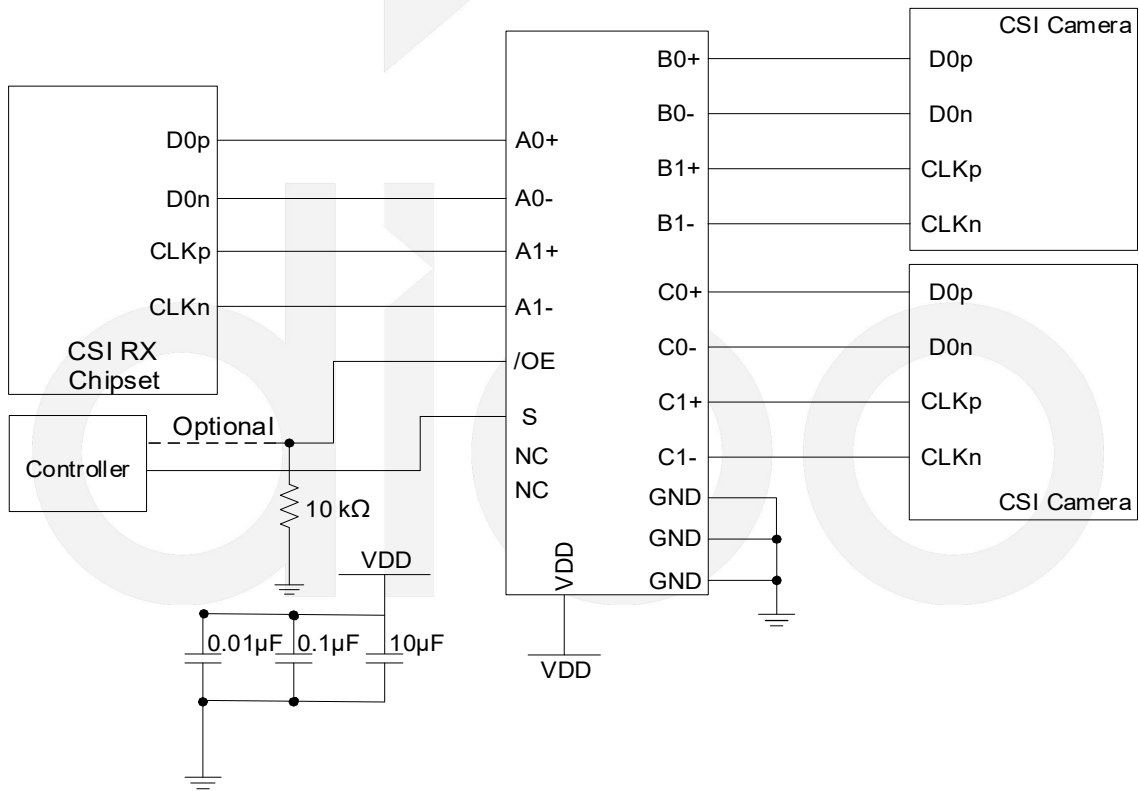 CSI Camera
B0+
D0p
B0-
D0n
B1+
CLKp
B1-
CLKn
D0p
A0+
D0n
A0-
CLKp
A1+
CLKn
A1-
CSI RX
Chipset
/OE
S
NC
NC
Optional
Controller
10 kΩ
C0+
D0p
C0-
D0n
C1+
CLKp
C1-
CLKn
CSI Camera
GND
GND
GND
VDD
VDD
VDD
0.01µF
0.1µF
10µF
dioo